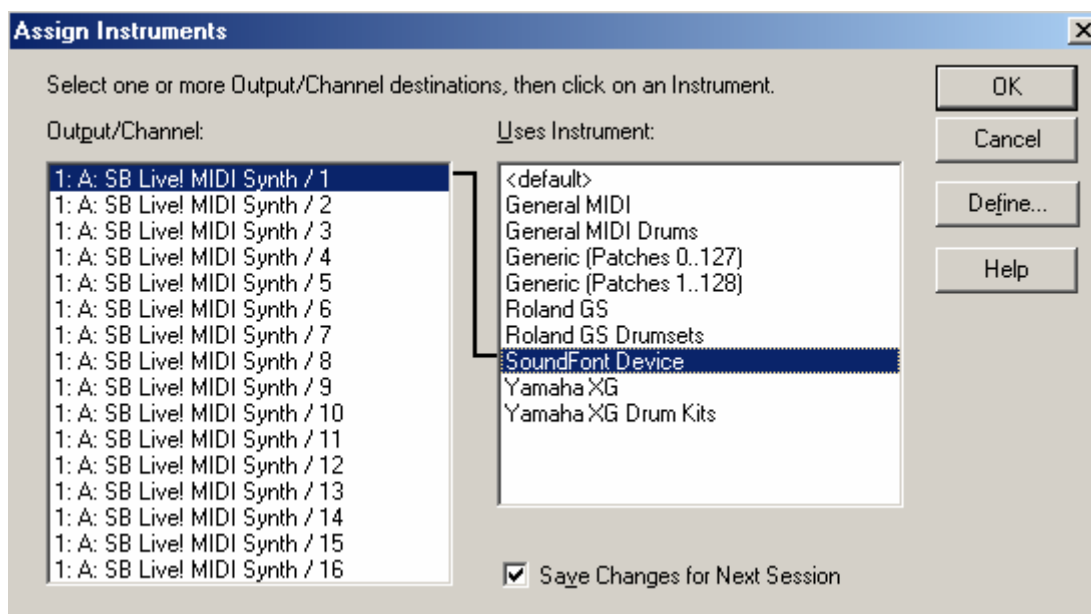 Assign Instruments
Select one or more Output/Channel destinations, then click on an Instrument.
Output/Channel:
1: A: SB Live! MIDI Synth / 1
1: A: SB Live! MIDI Synth / 2
1: A: SB Live! MIDI Synth / 3
1: A: SB Live! MIDI Synth / 4
1: A: SB Live! MIDI Synth / 5
1: A: SB Live! MIDI Synth / 6
1: A: SB Live! MIDI Synth / 7
1: A: SB Live! MIDI Synth / 8
1: A: SB Live! MIDI Synth / 9
1: A: SB Live! MIDI Synth / 10
1: A: SB Live! MIDI Synth / 11
1: A: SB Live! MIDI Synth / 12
1: A: SB Live! MIDI Synth / 13
1: A: SB Live! MIDI Synth / 14
1: A: SB Live! MIDI Synth / 15
1: A: SB Live! MIDI Synth / 16
Uses Instrument:
<default>
General MIDI
General MIDI Drums
Generic (Patches 0..127)
Generic (Patches 1..128)
Roland GS
Roland GS Drumsets
SoundFont Device
Yamaha XG
Yamaha XG Drum Kits
Save Changes for Next Session
OK
Cancel
Define...
Help